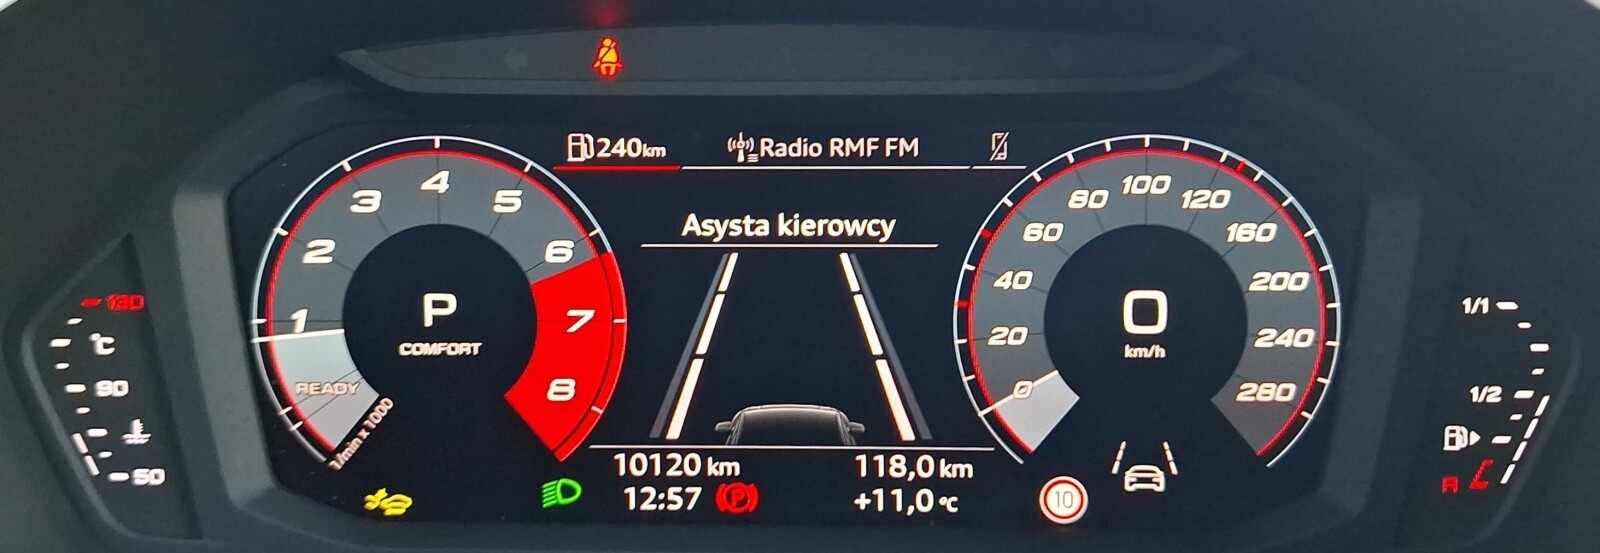 240km
Radio RMF FM
Asysta kierowcy
1
2
3
4
5
6
7
8
READY
1/min x 1000
P
COMFORT
0
20
40
60
80
100
120
160
200
240
280
0
km/h
130
°C
90
50
1/1
1/2
R
10120 km
118,0 km
12:57
P
+11,0 °C
10